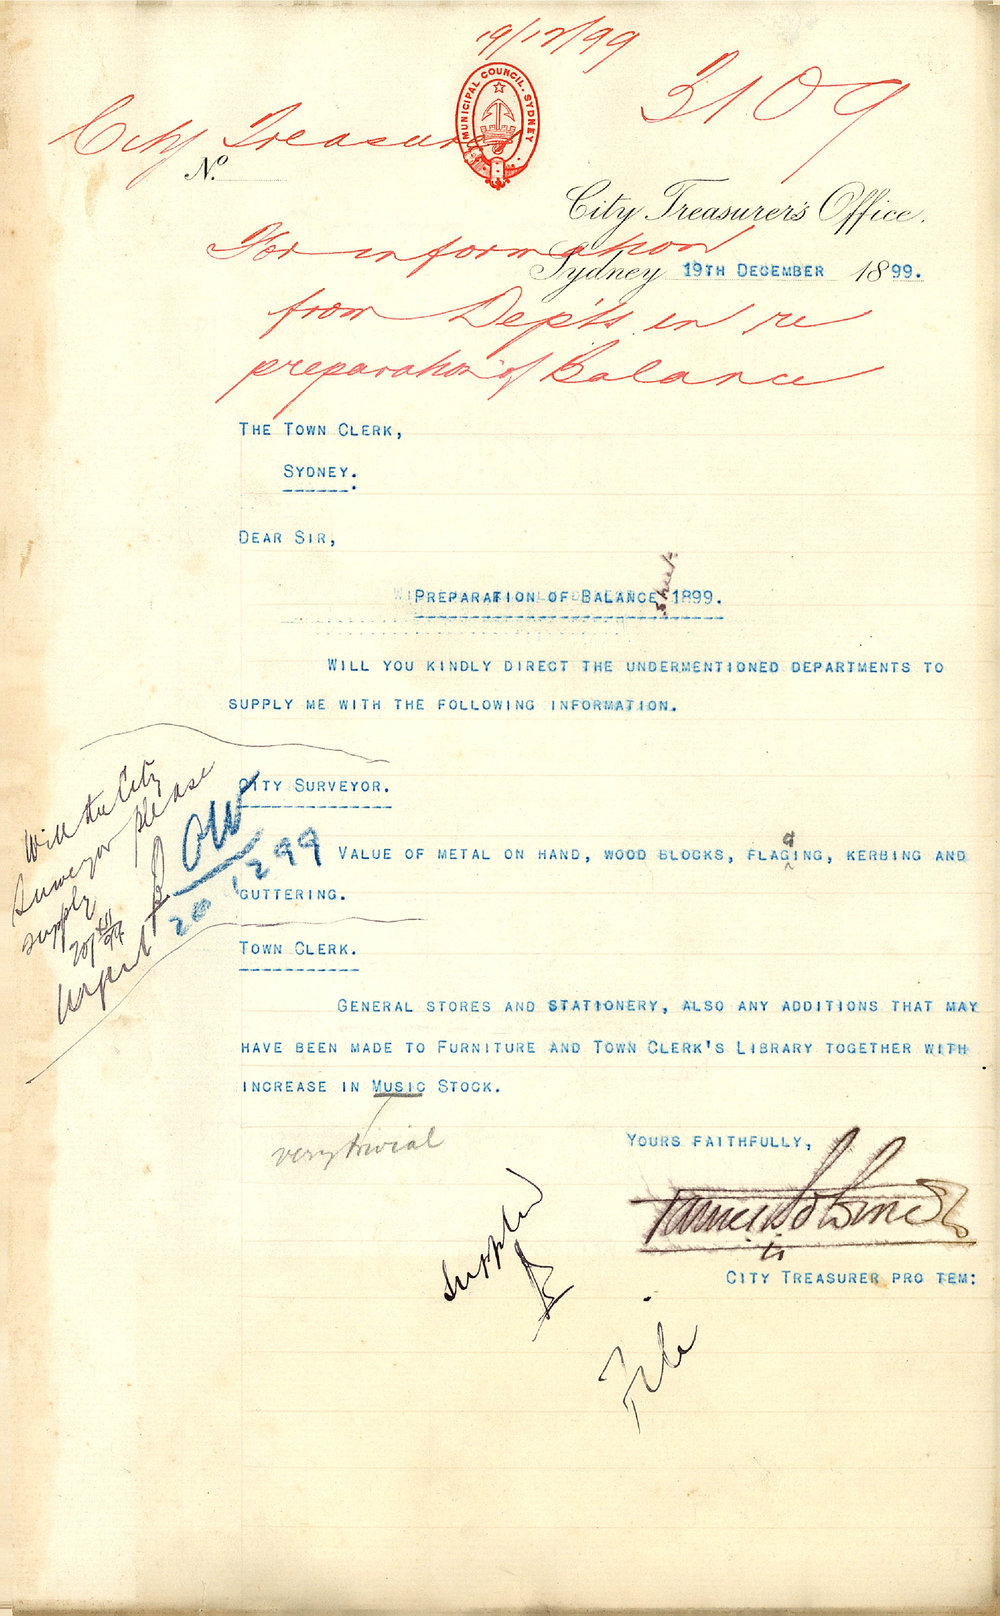 19/12/99
3109
MUNICIPAL COUNCIL. SYDNEY
City Treasurer
No.
City Treasurer's Office.
For information
Sydney 19TH DECEMBER 1899.
from Dep'ts in re
preparation of Balance
THE TOWN CLERK,
SYDNEY.
DEAR SIR,
PREPARATION OF BALANCE sheet 1899.
WILL YOU KINDLY DIRECT THE UNDERMENTIONED DEPARTMENTS TO
SUPPLY ME WITH THE FOLLOWING INFORMATION.
CITY SURVEYOR.
VALUE OF METAL ON HAND, WOOD BLOCKS, FLAGGING, KERBING AND
GUTTERING.
Will the City
Surveyor please
supply
20/12/99
Urgent
20 12 99
TOWN CLERK.
GENERAL STORES AND STATIONERY, ALSO ANY ADDITIONS THAT MAY
HAVE BEEN MADE TO FURNITURE AND TOWN CLERK'S LIBRARY TOGETHER WITH
INCREASE IN MUSIC STOCK.
very trivial
YOURS FAITHFULLY,
CITY TREASURER PRO TEM:
Supplied
File